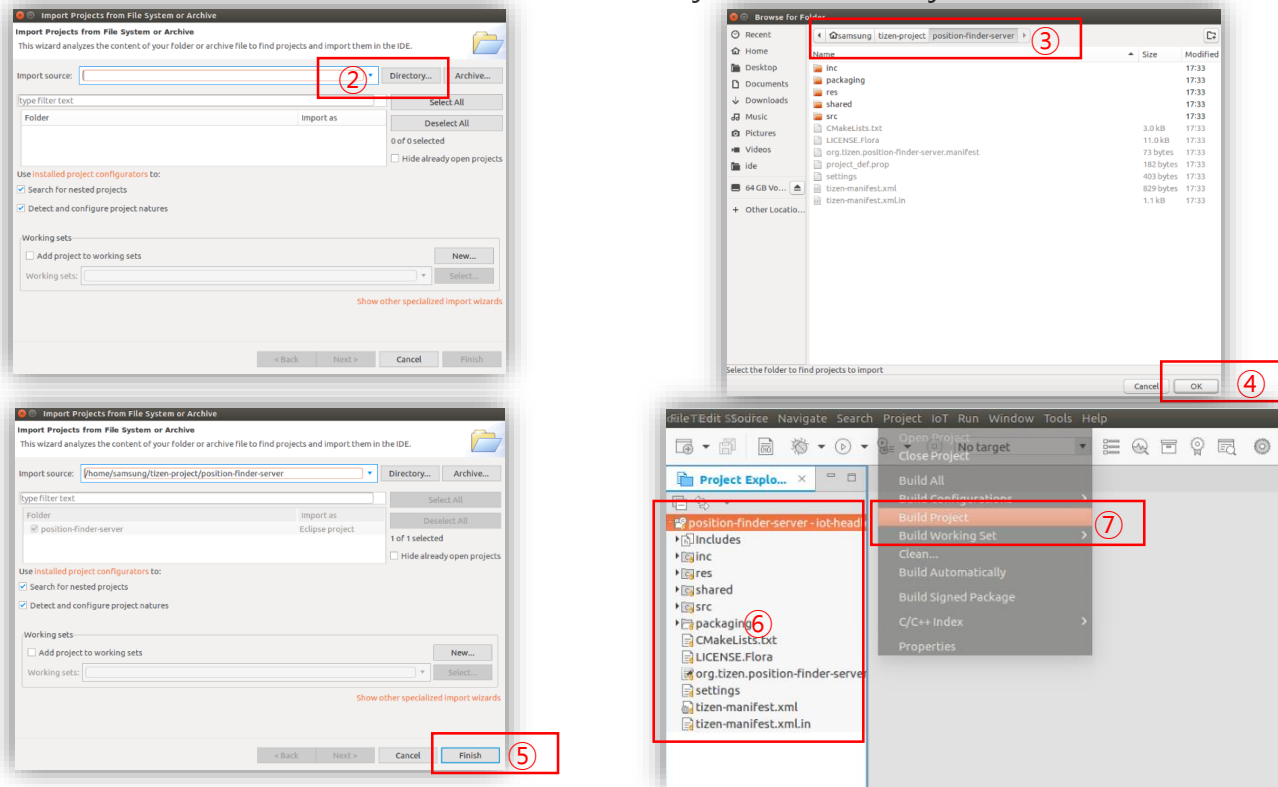 Import Projects from File System or Archive
Import Projects from File System or Archive
This wizard analyzes the content of your folder or archive file to find projects and import them in the IDE.
Import source:
②
Directory...
Archive...
type filter text
Select All
Folder
Import as
Deselect All
0 of 0 selected
Hide already open projects
Use installed project configurators to:
Search for nested projects
Detect and configure project natures
Working sets
Add project to working sets
New...
Working sets:
Select...
Show other specialized import wizards
< Back
Next >
Cancel
Finish
Browse for Folder
Recent
samsung
tizen-project
position-finder-server
③
Home
Desktop
Documents
Downloads
Music
Pictures
Videos
ide
64 GB Vo...
+ Other Locatio...
Name
Size
Modified
inc
17:33
packaging
17:33
res
17:33
shared
17:33
src
17:33
CMakeLists.txt
3.0 kB
17:33
LICENSE.Flora
11.0 kB
17:33
org.tizen.position-finder-server.manifest
73 bytes
17:33
project_def.prop
182 bytes
17:33
settings
403 bytes
17:33
tizen-manifest.xml
829 bytes
17:33
tizen-manifest.xml.in
1.1 kB
17:33
Select the folder to find projects to import
Cancel
OK
④
Import Projects from File System or Archive
Import Projects from File System or Archive
This wizard analyzes the content of your folder or archive file to find projects and import them in the IDE.
Import source:
/home/samsung/tizen-project/position-finder-server
Directory...
Archive...
type filter text
Select All
Folder
Import as
Deselect All
position-finder-server
Eclipse project
1 of 1 selected
Hide already open projects
Use installed project configurators to:
Search for nested projects
Detect and configure project natures
Working sets
Add project to working sets
New...
Working sets:
Select...
Show other specialized import wizards
< Back
Next >
Cancel
Finish
⑤
File Edit Source Navigate Search Project IoT Run Window Tools Help
No target
Project Explo...
position-finder-server - iot-head
Includes
inc
res
shared
src
packaging
⑥
CMakeLists.txt
LICENSE.Flora
org.tizen.position-finder-server
settings
tizen-manifest.xml
tizen-manifest.xml.in
Open Project
Close Project
Build All
Build Configurations
Build Project
⑦
Build Working Set
Clean...
Build Automatically
Build Signed Package
C/C++ Index
Properties